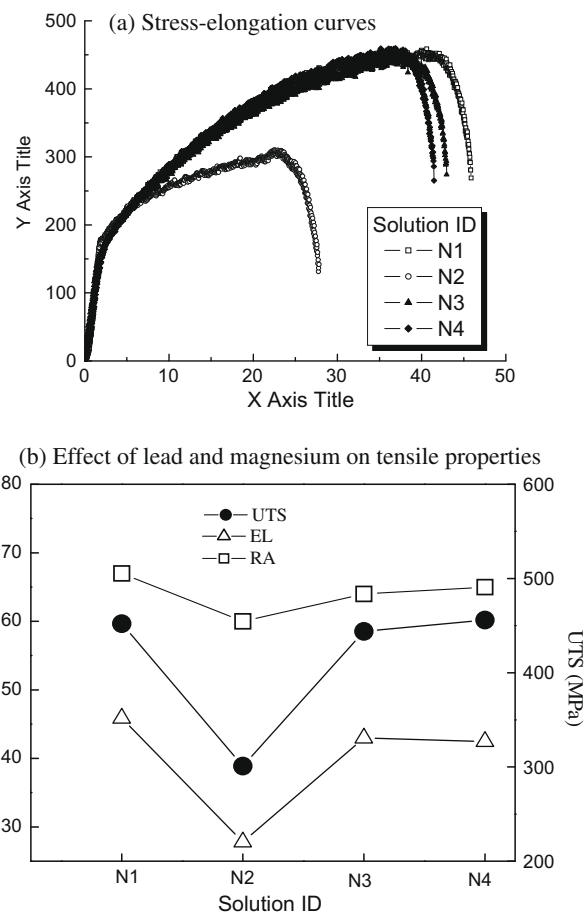 (a) Stress-elongation curves
500
450
400
300
200
100
0
Y Axis Title
0 10 20 30 40 50
X Axis Title
Solution ID
N1
N2
N3
N4
(b) Effect of lead and magnesium on tensile properties
80
70
60
50
40
30
UTS
EL
RA
600
500
400
300
200
UTS (MPa)
N1 N2 N3 N4
Solution ID